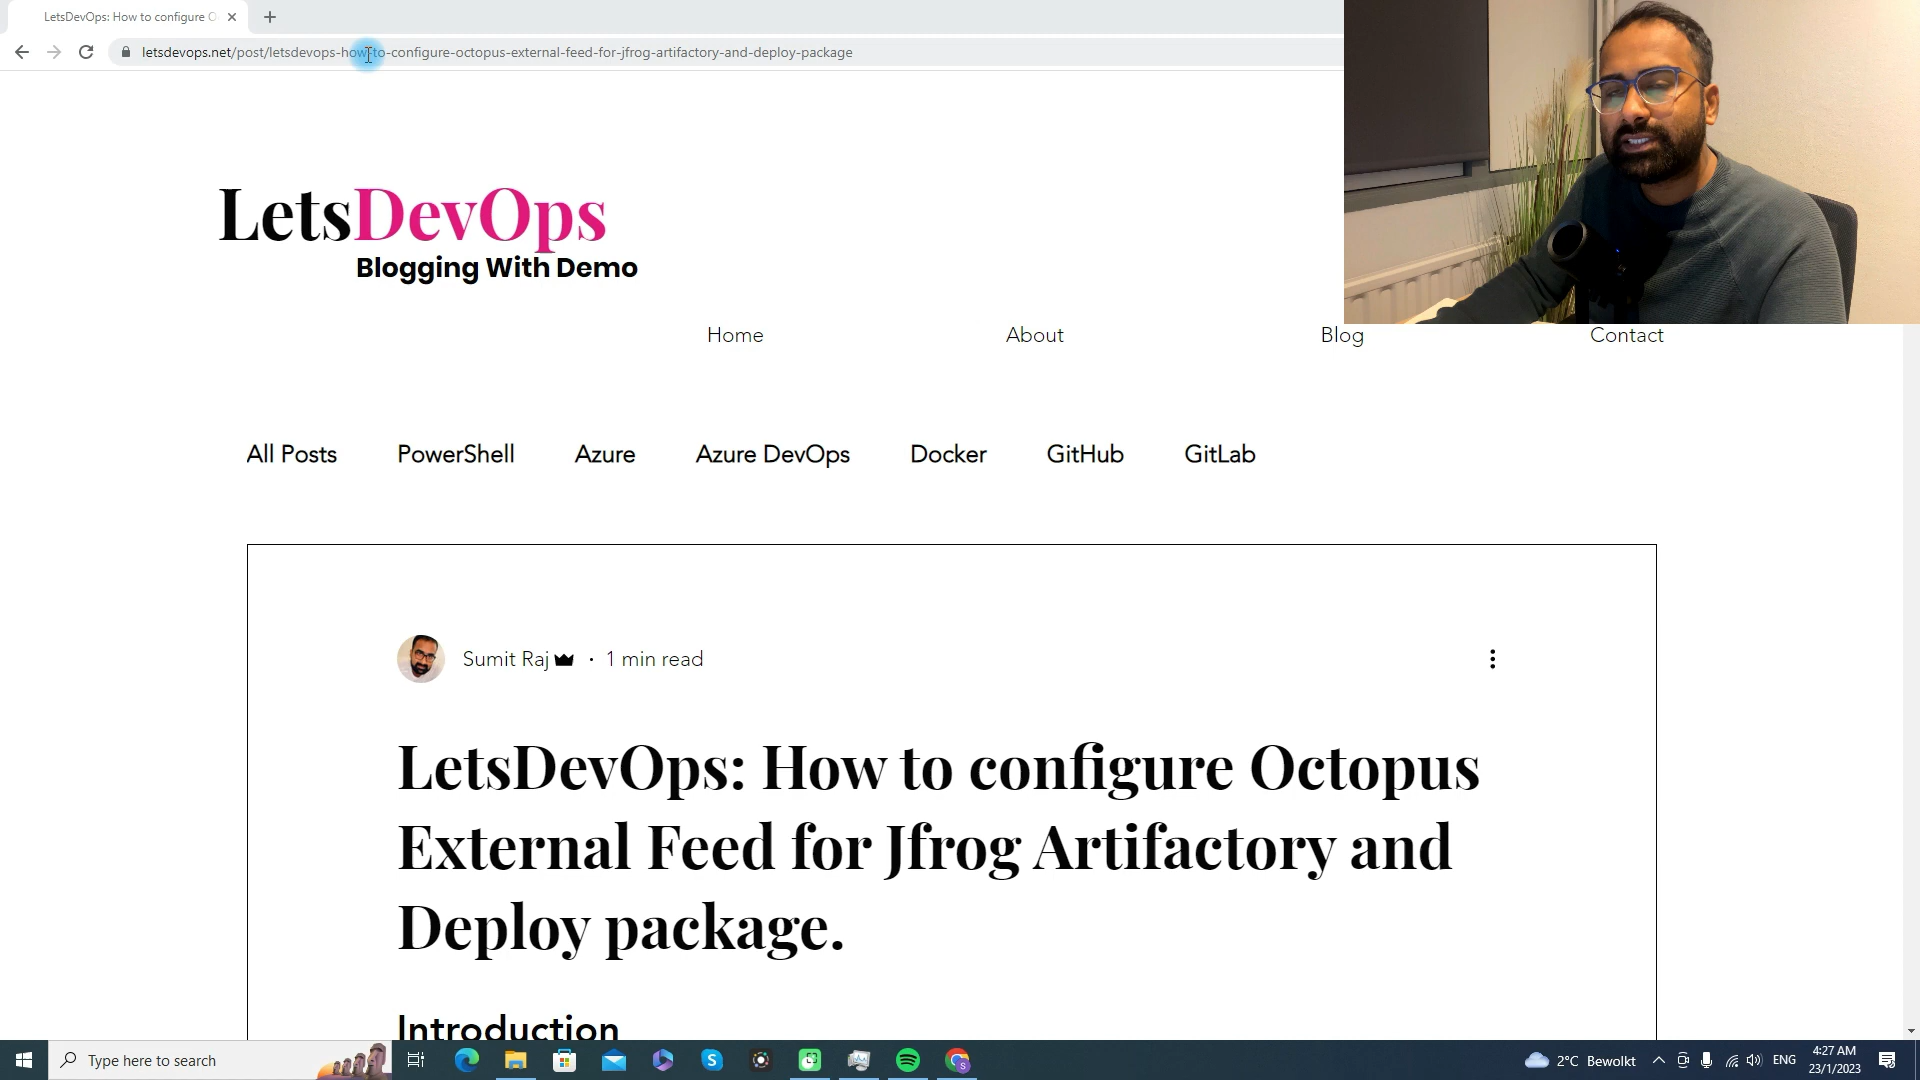 LetsDevOps: How to configure O
letsdevops.net/post/letsdevops-how-to-configure-octopus-external-feed-for-jfrog-artifactory-and-deploy-package
LetsDevOps
Blogging With Demo
Home About Blog Contact
All Posts PowerShell Azure Azure DevOps Docker GitHub GitLab
Sumit Raj · 1 min read
LetsDevOps: How to configure Octopus
External Feed for Jfrog Artifactory and
Deploy package.
Introduction
Type here to search
2°C Bewolkt
ENG
4:27 AM
23/1/2023